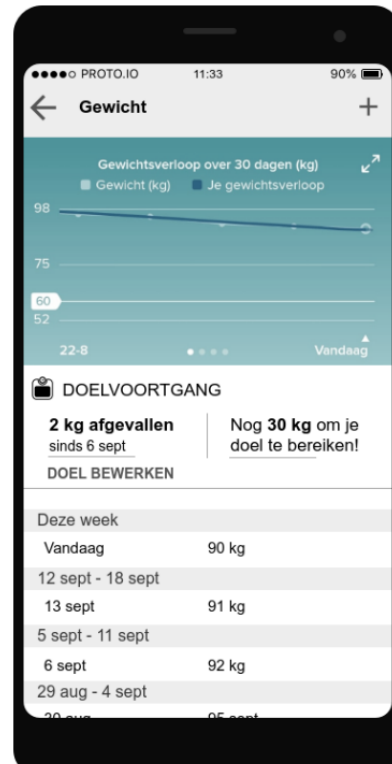 PROTO.IO 11:33 90%
Gewicht
Gewichtsverloop over 30 dagen (kg)
Gewicht (kg) Je gewichtsverloop
98
75
60
52
22-8 Vandaag
DOELVOORTGANG
2 kg afgevallen
sinds 6 sept
Nog 30 kg om je
doel te bereiken!
DOEL BEWERKEN
Deze week
Vandaag 90 kg
12 sept - 18 sept
13 sept 91 kg
5 sept - 11 sept
6 sept 92 kg
29 aug - 4 sept